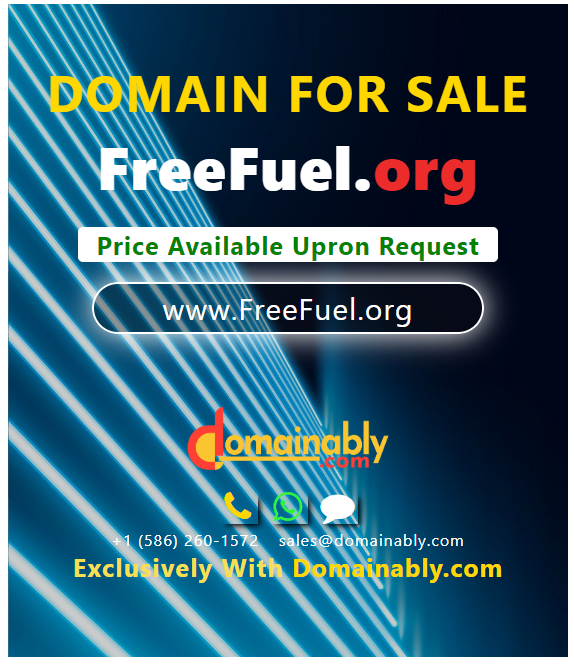 DOMAIN FOR SALE
FreeFuel.org
Price Available Upron Request
www.FreeFuel.org
domainably
.com
+1 (586) 260-1572 sales@domainably.com
Exclusively With Domainably.com